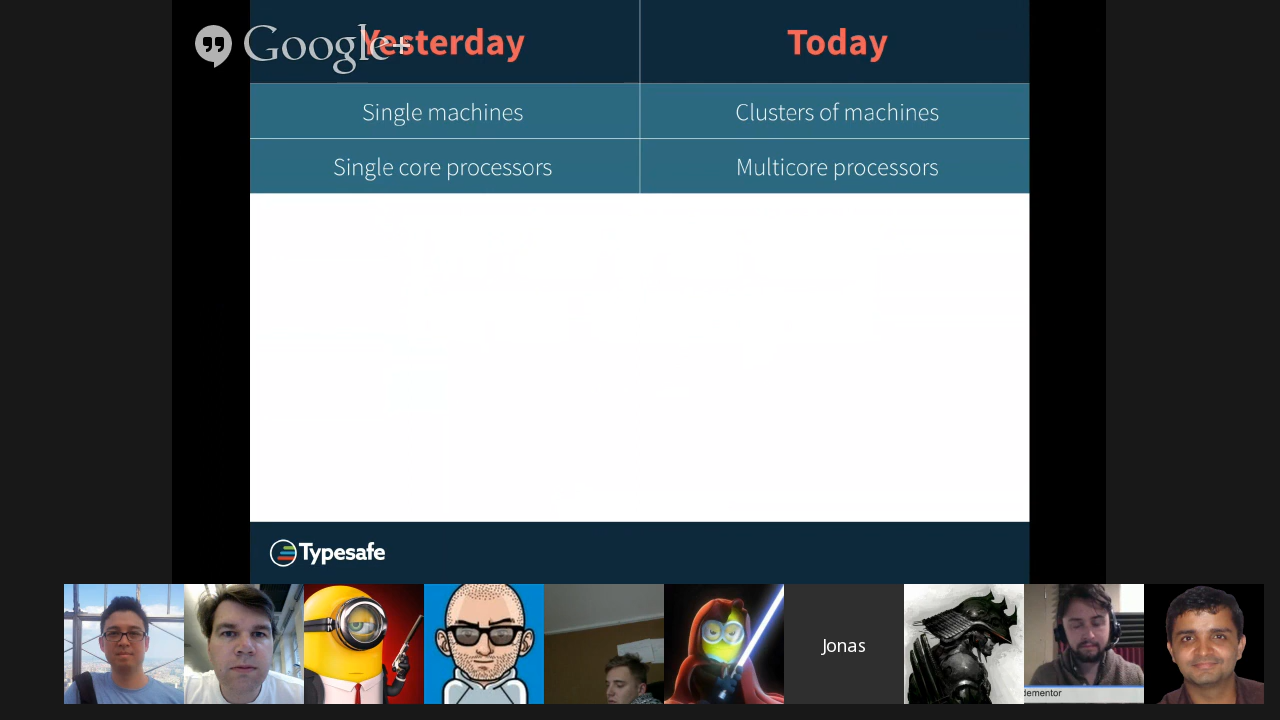 Google+
Yesterday
Today
Single machines
Clusters of machines
Single core processors
Multicore processors
Typesafe
Jonas
dementor